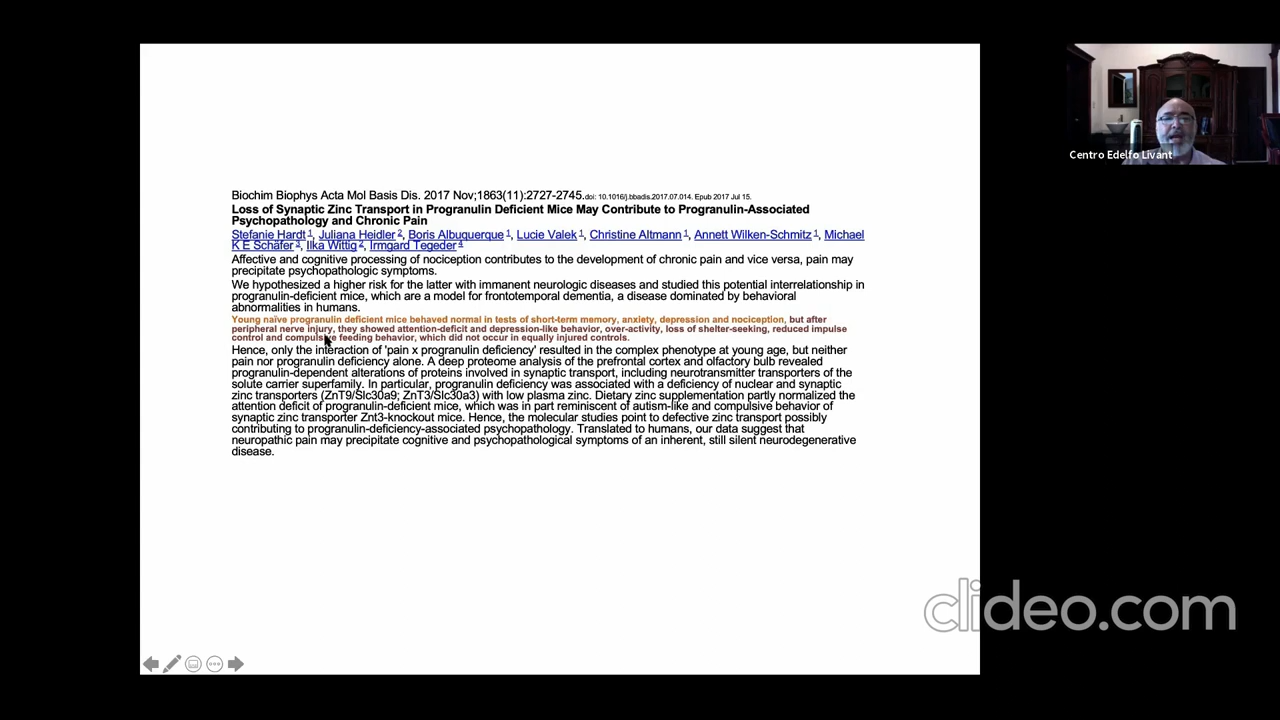 Biochim Biophys Acta Mol Basis Dis. 2017 Nov;1863(11):2727-2745.doi: 10.1016/j.bbadis.2017.07.014. Epub 2017 Jul 15.
Loss of Synaptic Zinc Transport in Progranulin Deficient Mice May Contribute to Progranulin-Associated
Psychopathology and Chronic Pain
Stefanie Hardt 1, Juliana Heidler 2, Boris Albuquerque 1, Lucie Valek 1, Christine Altmann 1, Annett Wilken-Schmitz 1, Michael
K E Schäfer 3, Ilka Wittig 2, Irmgard Tegeder 4
Affective and cognitive processing of nociception contributes to the development of chronic pain and vice versa, pain may
precipitate psychopathologic symptoms.
We hypothesized a higher risk for the latter with immanent neurologic diseases and studied this potential interrelationship in
progranulin-deficient mice, which are a model for frontotemporal dementia, a disease dominated by behavioral
abnormalities in humans.
Young naïve progranulin deficient mice behaved normal in tests of short-term memory, anxiety, depression and nociception, but after
peripheral nerve injury, they showed attention-deficit and depression-like behavior, over-activity, loss of shelter-seeking, reduced impulse
control and compulsive feeding behavior, which did not occur in equally injured controls.
Hence, only the interaction of 'pain x progranulin deficiency' resulted in the complex phenotype at young age, but neither
pain nor progranulin deficiency alone. A deep proteome analysis of the prefrontal cortex and olfactory bulb revealed
progranulin-dependent alterations of proteins involved in synaptic transport, including neurotransmitter transporters of the
solute carrier superfamily. In particular, progranulin deficiency was associated with a deficiency of nuclear and synaptic
zinc transporters (ZnT9/Slc30a9; ZnT3/Slc30a3) with low plasma zinc. Dietary zinc supplementation partly normalized the
attention deficit of progranulin-deficient mice, which was in part reminiscent of autism-like and compulsive behavior of
synaptic zinc transporter Znt3-knockout mice. Hence, the molecular studies point to defective zinc transport possibly
contributing to progranulin-deficiency-associated psychopathology. Translated to humans, our data suggest that
neuropathic pain may precipitate cognitive and psychopathological symptoms of an inherent, still silent neurodegenerative
disease.
Centro Edelfo Livant
clideo.com